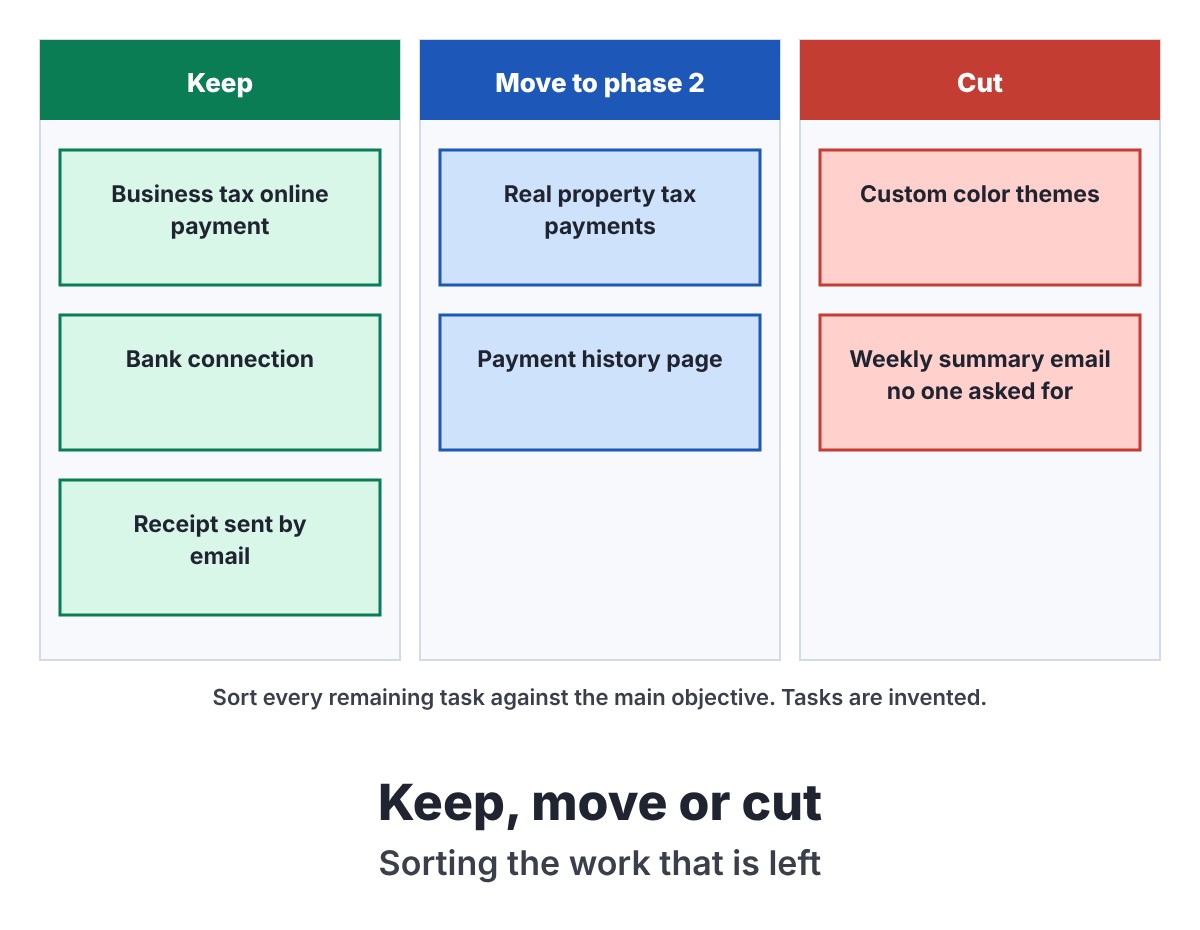 Keep
Business tax online
payment
Bank connection
Receipt sent by
email
Move to phase 2
Real property tax
payments
Payment history page
Cut
Custom color themes
Weekly summary email
no one asked for
Sort every remaining task against the main objective. Tasks are invented.
Keep, move or cut
Sorting the work that is left